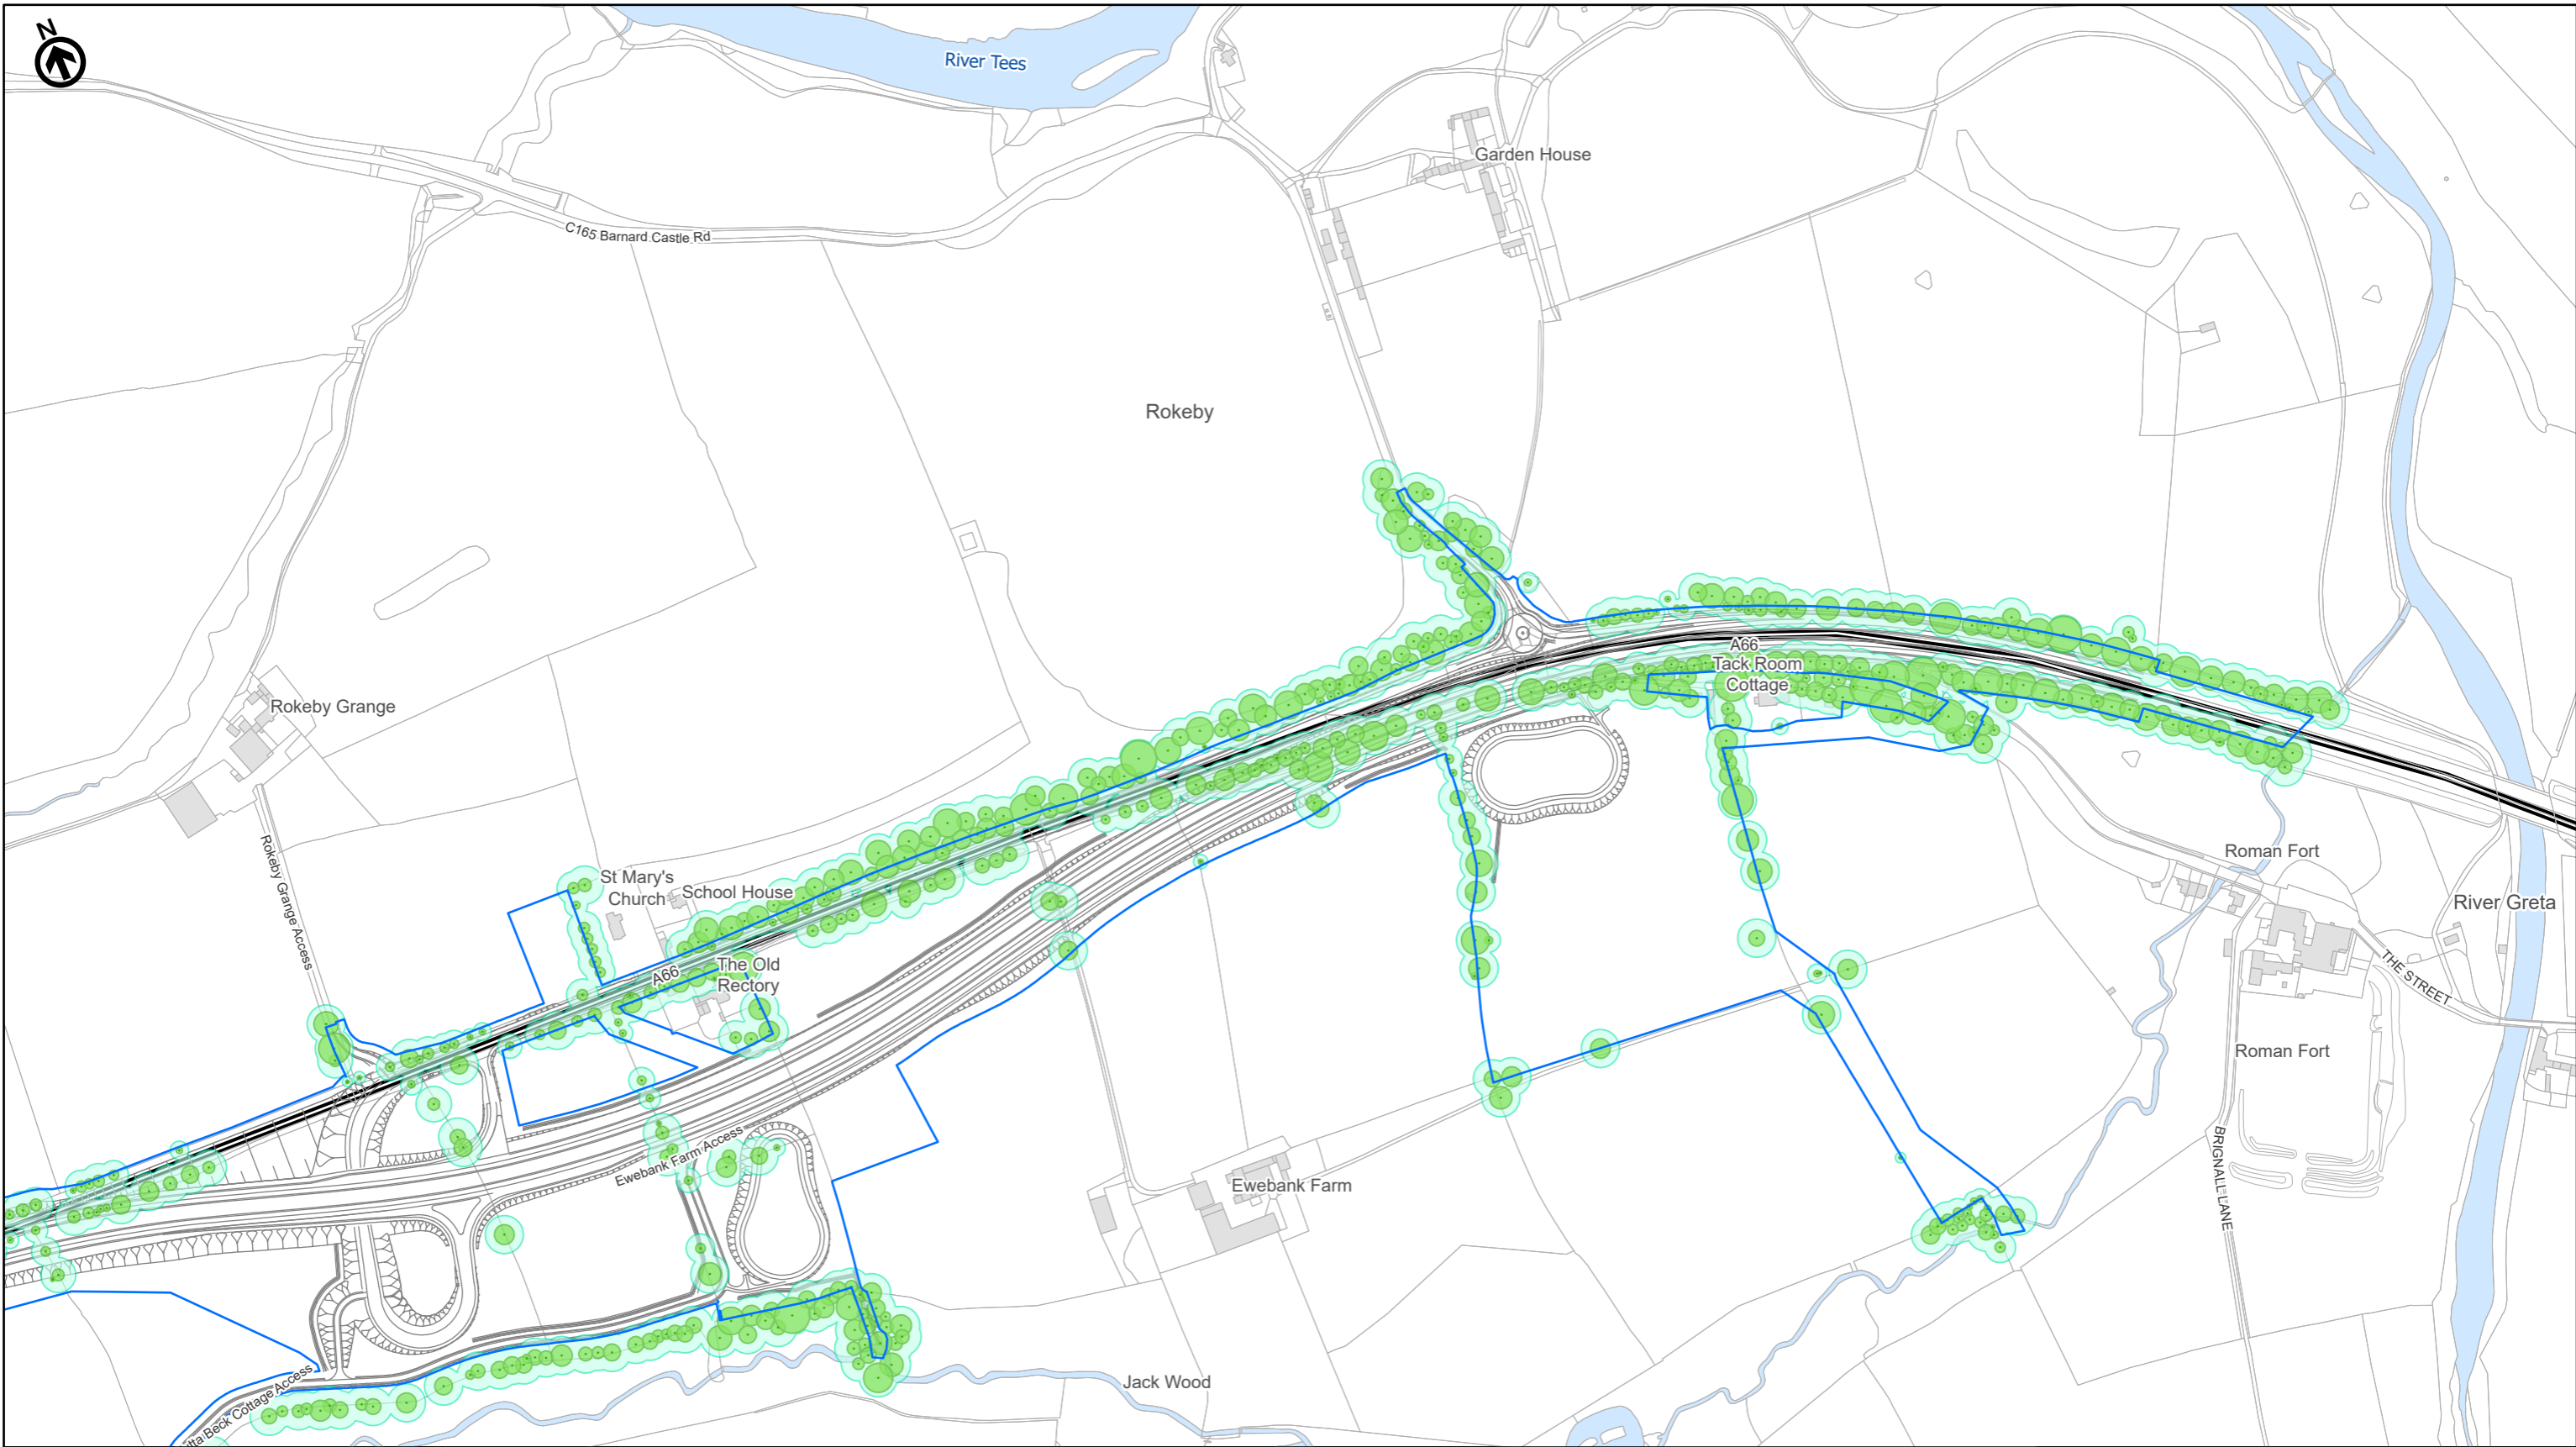 N
River Tees
Garden House
C165 Barnard Castle Rd
Rokeby
A66
Tack Room
Cottage
Rokeby Grange
Rokeby Grange Access
St Mary's
Church
School House
A66
The Old
Rectory
Roman Fort
River Greta
THE STREET
Roman Fort
BRIGNALL LANE
Ewebank Farm Access
Ewebank Farm
Jack Wood
tta Beck Cottage Access